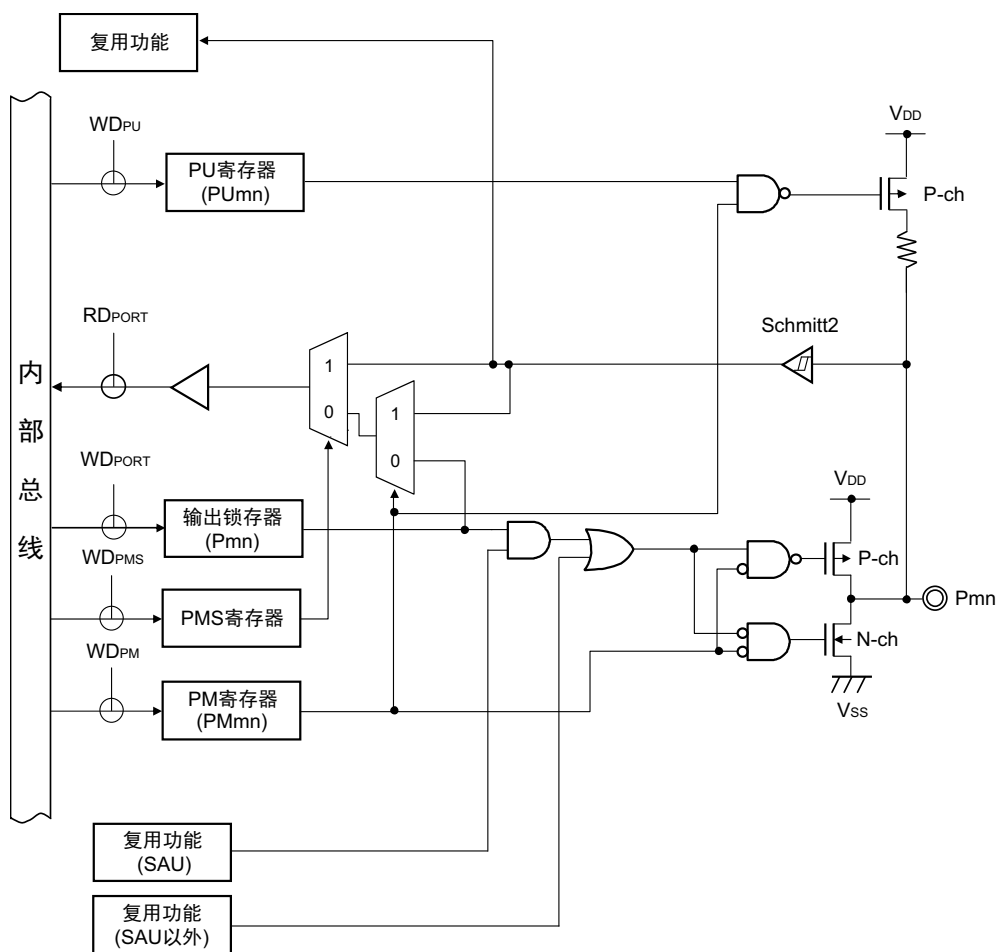 复用功能
WDPU
PU寄存器
(PUmn)
VDD
P-ch
RDPORT
Schmitt2
1
0
1
0
内部总线
WDPORT
输出锁存器
(Pmn)
VDD
P-ch
WDPMS
PMS寄存器
Pmn
N-ch
WDPM
PM寄存器
(PMmn)
VSS
复用功能
(SAU)
复用功能
(SAU以外)